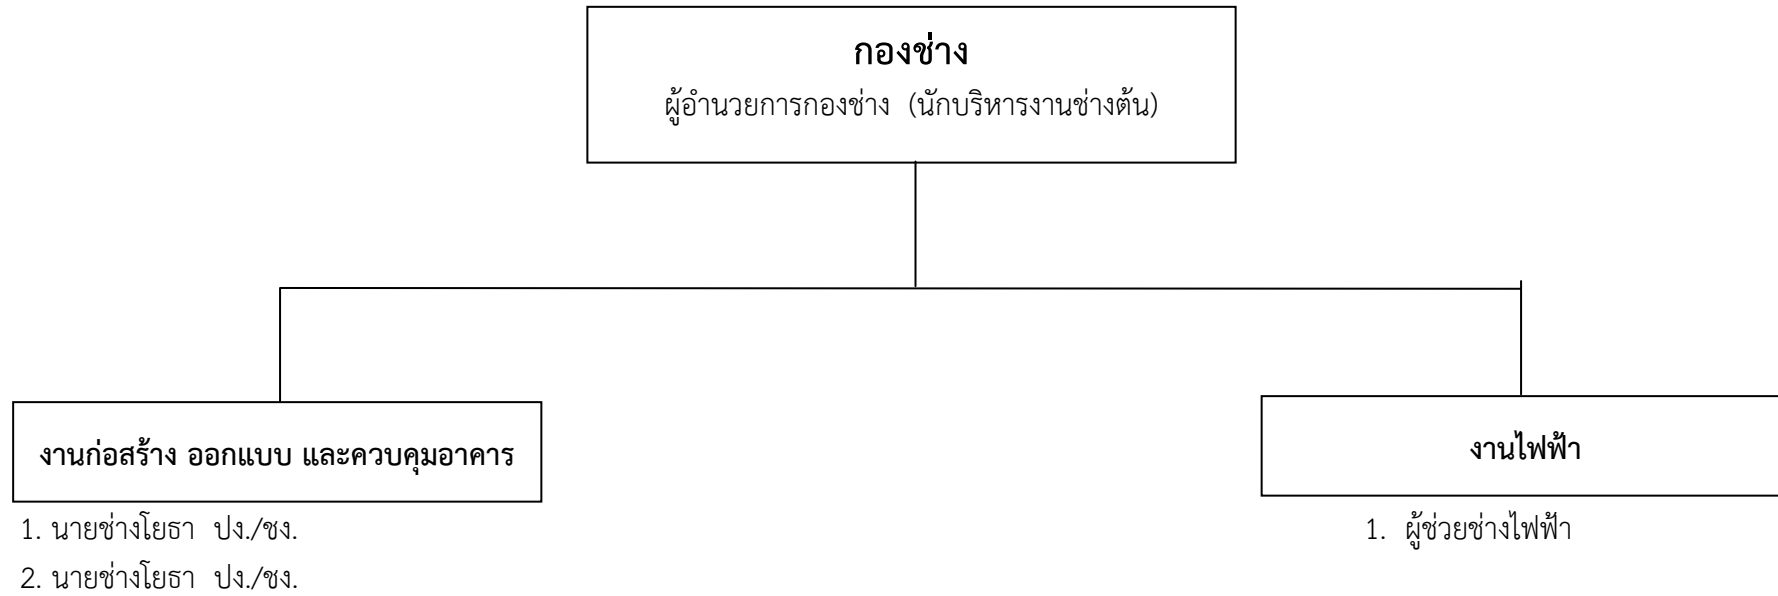 กองช่าง
ผู้อำนวยการกองช่าง (นักบริหารงานช่างต้น)
งานก่อสร้าง ออกแบบ และควบคุมอาคาร
1. นายช่างโยธา ปง./ชง.
2. นายช่างโยธา ปง./ชง.
งานไฟฟ้า
1. ผู้ช่วยช่างไฟฟ้า